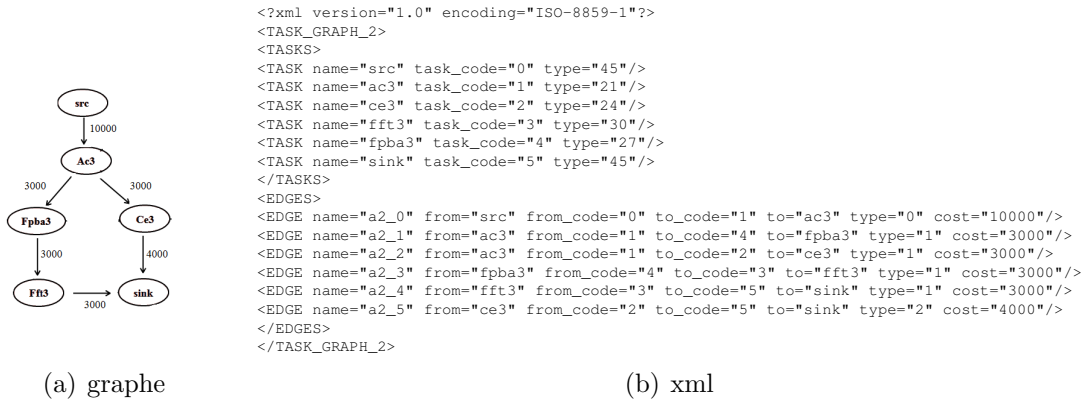 src
10000
Ac3
3000 3000
Fpba3 Ce3
3000 4000
Fft3 3000 sink
(a) graphe
<?xml version="1.0" encoding="ISO-8859-1"?>
<TASK_GRAPH_2>
<TASKS>
<TASK name="src" task_code="0" type="45"/>
<TASK name="ac3" task_code="1" type="21"/>
<TASK name="ce3" task_code="2" type="24"/>
<TASK name="fft3" task_code="3" type="30"/>
<TASK name="fpba3" task_code="4" type="27"/>
<TASK name="sink" task_code="5" type="45"/>
</TASKS>
<EDGES>
<EDGE name="a2_0" from="src" from_code="0" to_code="1" to="ac3" type="0" cost="10000"/>
<EDGE name="a2_1" from="ac3" from_code="1" to_code="4" to="fpba3" type="1" cost="3000"/>
<EDGE name="a2_2" from="ac3" from_code="1" to_code="2" to="ce3" type="1" cost="3000"/>
<EDGE name="a2_3" from="fpba3" from_code="4" to_code="3" to="fft3" type="1" cost="3000"/>
<EDGE name="a2_4" from="fft3" from_code="3" to_code="5" to="sink" type="1" cost="3000"/>
<EDGE name="a2_5" from="ce3" from_code="2" to_code="5" to="sink" type="2" cost="4000"/>
</EDGES>
</TASK_GRAPH_2>
(b) xml